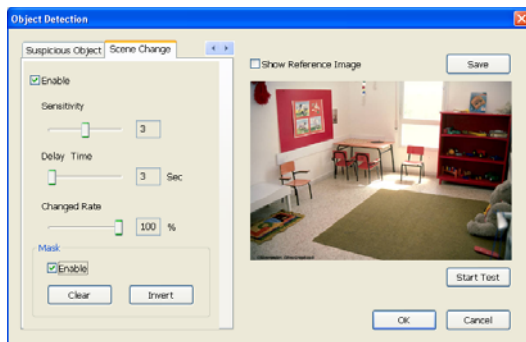 Object Detection
Suspicious Object
Scene Change
Show Reference Image
Save
Enable
Sensitivity
3
Delay Time
3 Sec
Changed Rate
100 %
Mask
Enable
Clear
Invert
Start Test
OK
Cancel